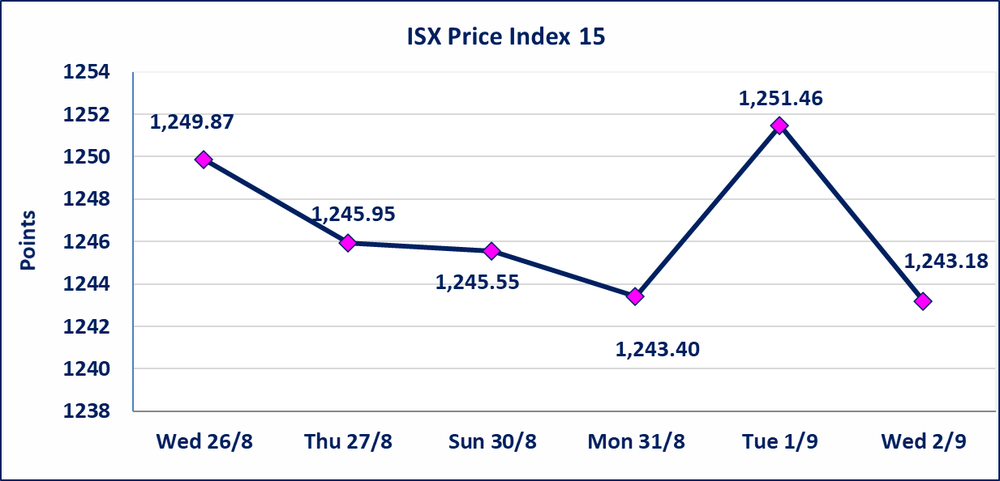 ISX Price Index 15
1254
1252
1250
1248
1246
1244
1242
1240
1238
Points
1,249.87
1,245.95
1,245.55
1,243.40
1,251.46
1,243.18
Wed 26/8
Thu 27/8
Sun 30/8
Mon 31/8
Tue 1/9
Wed 2/9